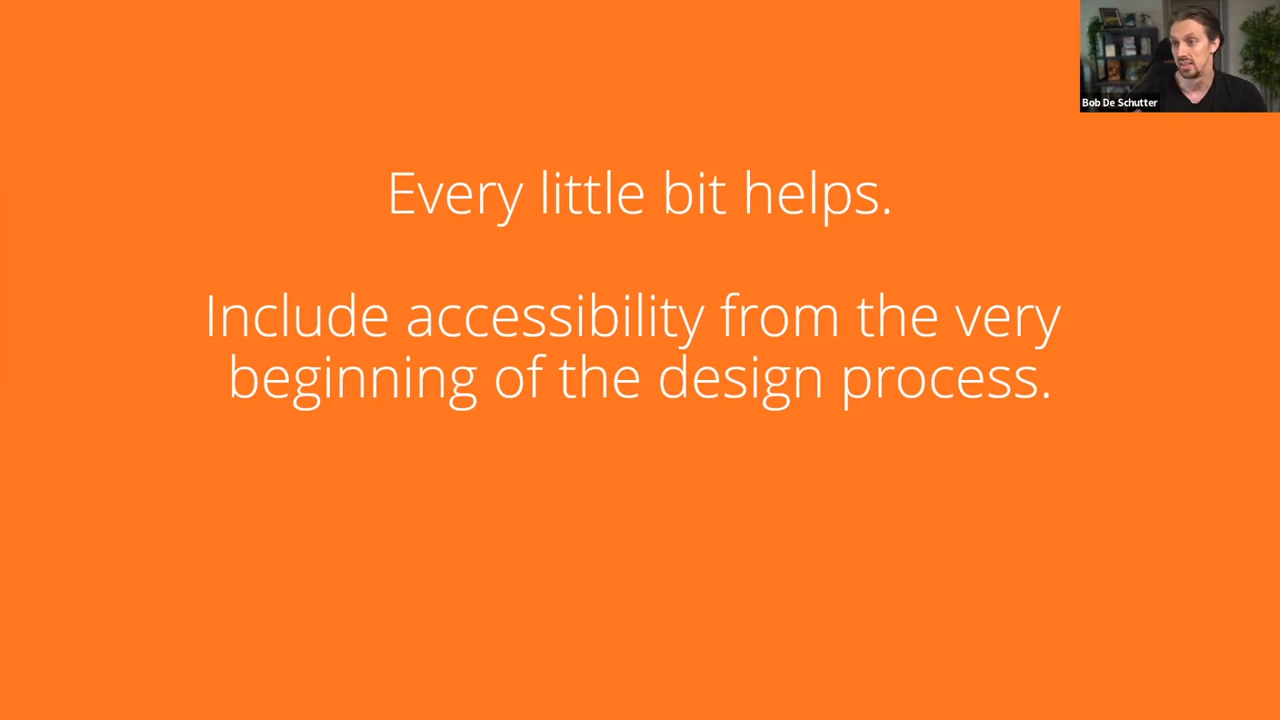 Bob De Schutter
Every little bit helps.
Include accessibility from the very
beginning of the design process.